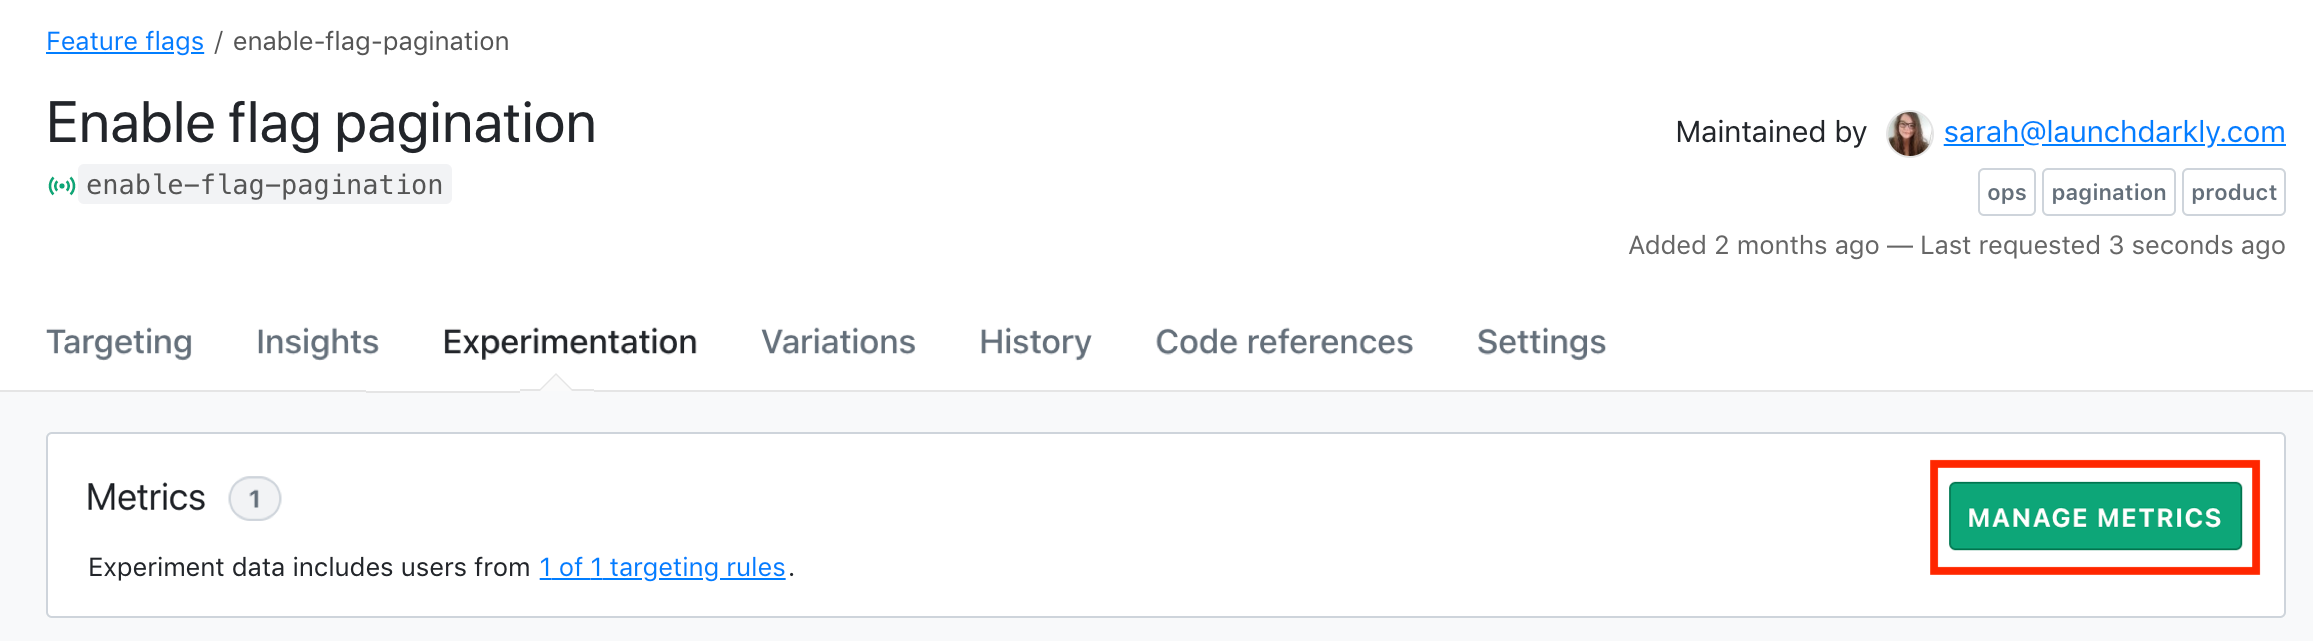 Feature flags / enable-flag-pagination
Enable flag pagination
enable-flag-pagination
Maintained by sarah@launchdarkly.com
ops pagination product
Added 2 months ago — Last requested 3 seconds ago
Targeting Insights Experimentation Variations History Code references Settings
Metrics 1
MANAGE METRICS
Experiment data includes users from 1 of 1 targeting rules.